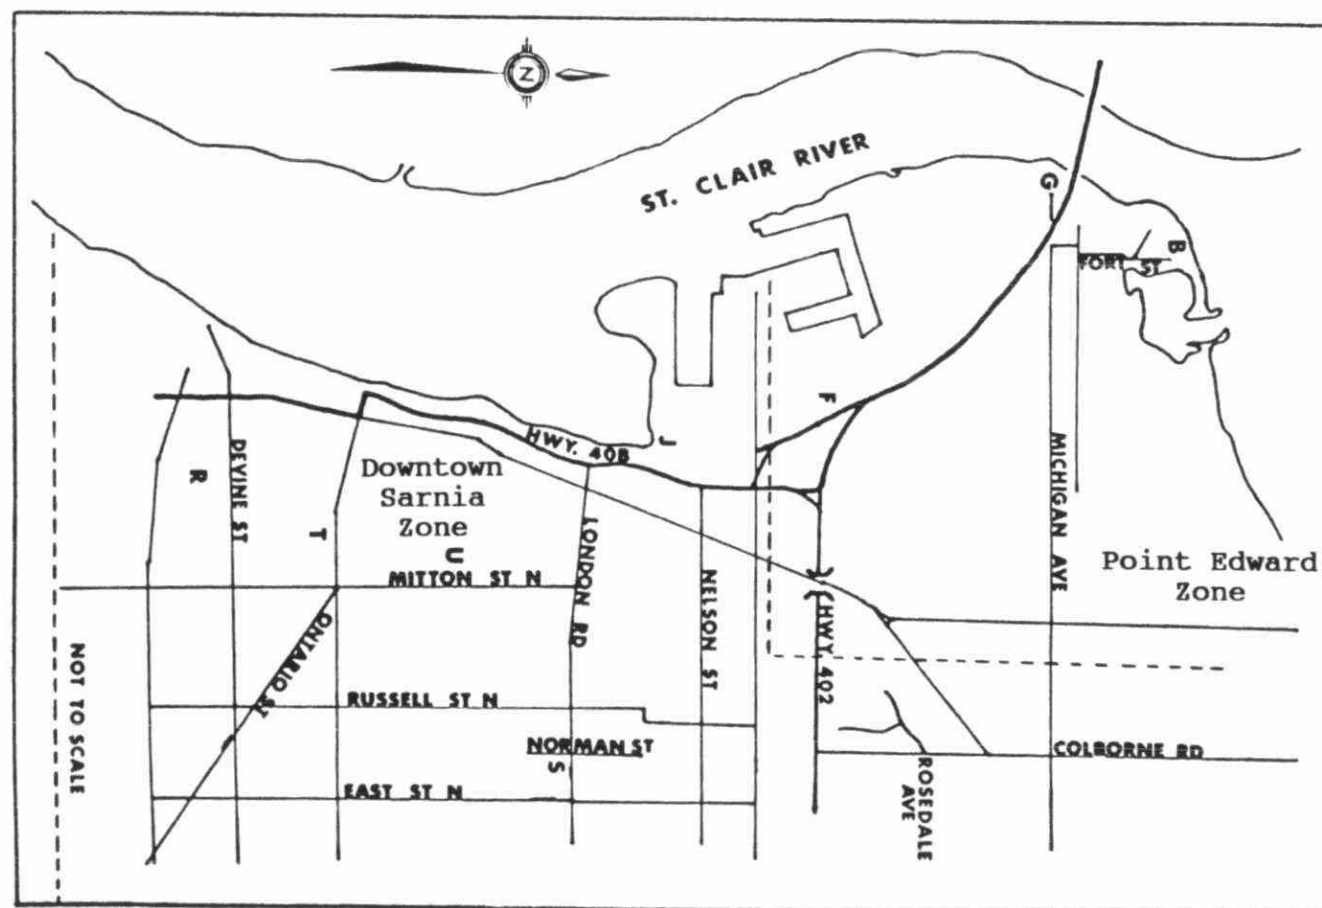 N
ST. CLAIR RIVER
G
B
FORT ST
F
J
HWY. 40B
DEVINE ST
R
T
Downtown
Sarnia
Zone
U
MITTON ST N
LONDON RD
NELSON ST
HWY 402
MICHIGAN AVE
Point Edward
Zone
ONTARIO ST
NOT TO SCALE
RUSSELL ST N
NORMAN ST
S
EAST ST N
COLBORNE RD
ROSEDALE
AVE